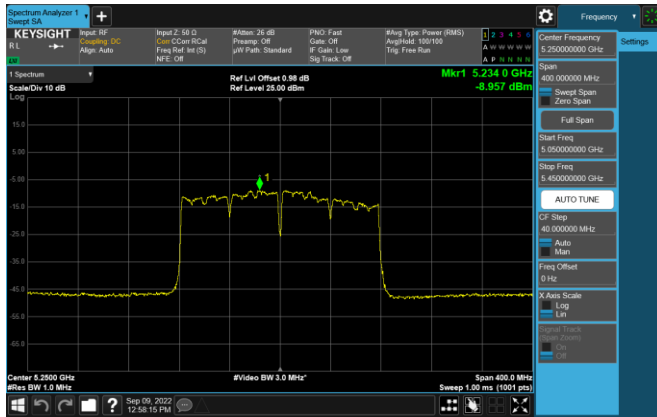 Spectrum Analyzer 1
Swept SA
Frequency
KEYSIGHT
RL
Input: RF
Coupling: DC
Align: Auto
Input Z: 50 Ω
Corr CCorr RCal
Freq Ref: Int (S)
NFE: Off
#Atten: 26 dB
Preamp: Off
µW Path: Standard
PNO: Fast
Gate: Off
IF Gain: Low
Sig Track: Off
#Avg Type: Power (RMS)
Avg|Hold: 100/100
Trig: Free Run
1 2 3 4 5 6
A W W W W W
A P N N N N
1 Spectrum
Scale/Div 10 dB
Log
Ref Lvl Offset 0.98 dB
Ref Level 25.00 dBm
Mkr1 5.234 0 GHz
-8.957 dBm
15.0
5.00
-5.00
1
-15.0
-25.0
-35.0
-45.0
-55.0
-65.0
Center 5.2500 GHz
#Res BW 1.0 MHz
#Video BW 3.0 MHz*
Span 400.0 MHz
Sweep 1.00 ms (1001 pts)
Sep 09, 2022
12:58:15 PM
Center Frequency
5.250000000 GHz
Settings
Span
400.000000 MHz
Swept Span
Zero Span
Full Span
Start Freq
5.050000000 GHz
Stop Freq
5.450000000 GHz
AUTO TUNE
CF Step
40.000000 MHz
Auto
Man
Freq Offset
0 Hz
X Axis Scale
Log
Lin
Signal Track
(Span Zoom)
On
Off